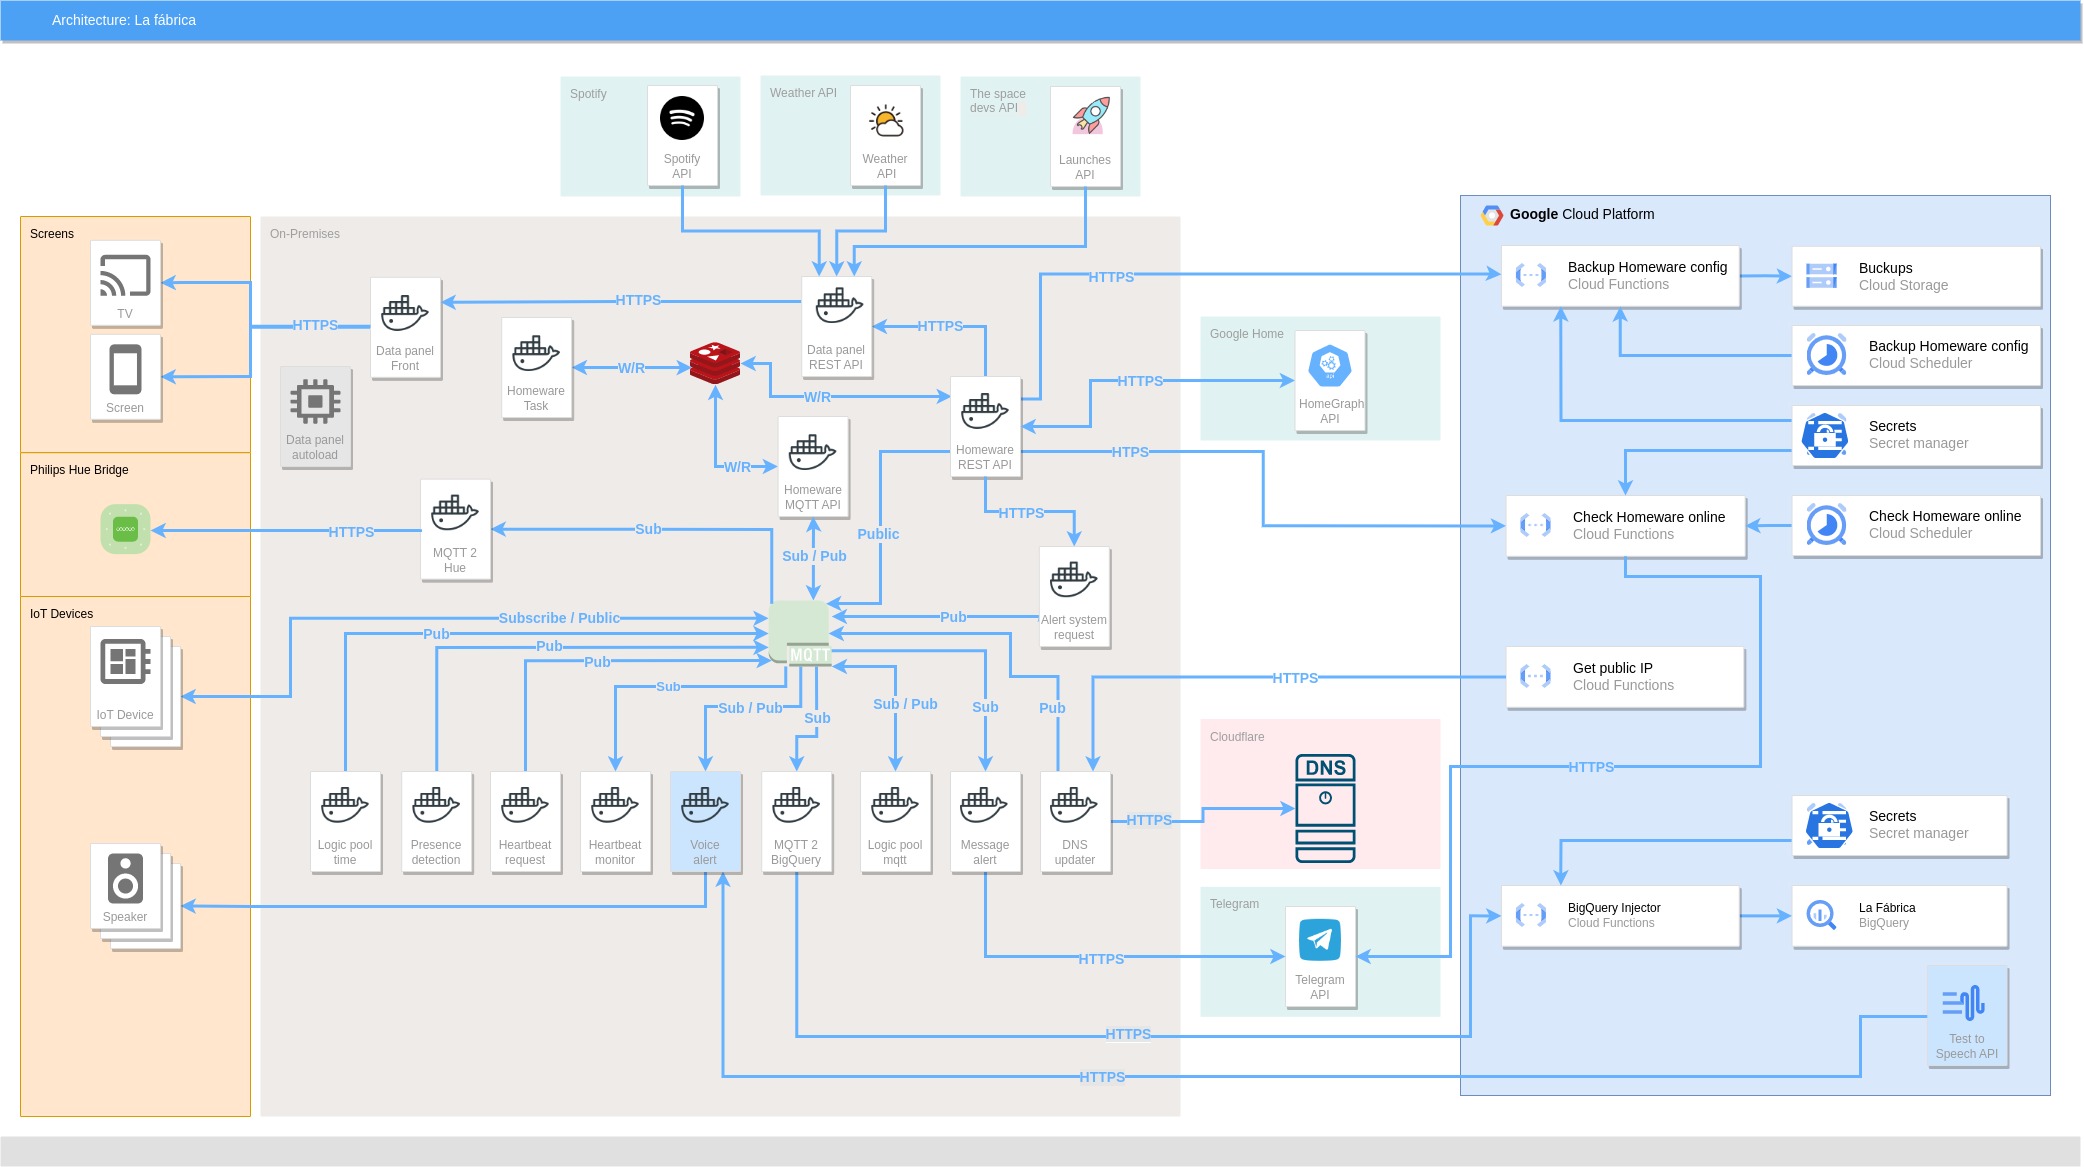 Architecture: La fábrica
Spotify
Spotify
API
Weather API
Weather
API
The space
devs API
Launches
API
Screens
TV
Screen
Philips Hue Bridge
IoT Devices
IoT Device
Speaker
On-Premises
HTTPS
Data panel
Front
HTTPS
Data panel
REST API
HTTPS
Data panel
autoload
Homeware
Task
W/R
W/R
W/R
Homeware
MQTT API
Homeware
REST API
HTTPS
HTTPS
HTPS
HTTPS
Public
HTTPS
MQTT 2
Hue
Sub
Sub / Pub
Alert system
request
Pub
Subscribe / Public
Pub
Pub
Pub
MQTT
Sub
Sub / Pub
Sub
Sub / Pub
Sub
Pub
HTTPS
Logic pool
time
Presence
detection
Heartbeat
request
Heartbeat
monitor
Voice
alert
MQTT 2
BigQuery
Logic pool
mqtt
Message
alert
DNS
updater
HTTPS
HTTPS
HTTPS
HTTPS
HTTPS
Google Home
HomeGraph
API
API
Cloudflare
DNS
Telegram
Telegram
API
Google Cloud Platform
Backup Homeware config
Cloud Functions
Buckups
Cloud Storage
Backup Homeware config
Cloud Scheduler
Secrets
Secret manager
Check Homeware online
Cloud Functions
Check Homeware online
Cloud Scheduler
Get public IP
Cloud Functions
Secrets
Secret manager
BigQuery Injector
Cloud Functions
La Fábrica
BigQuery
Test to
Speech API